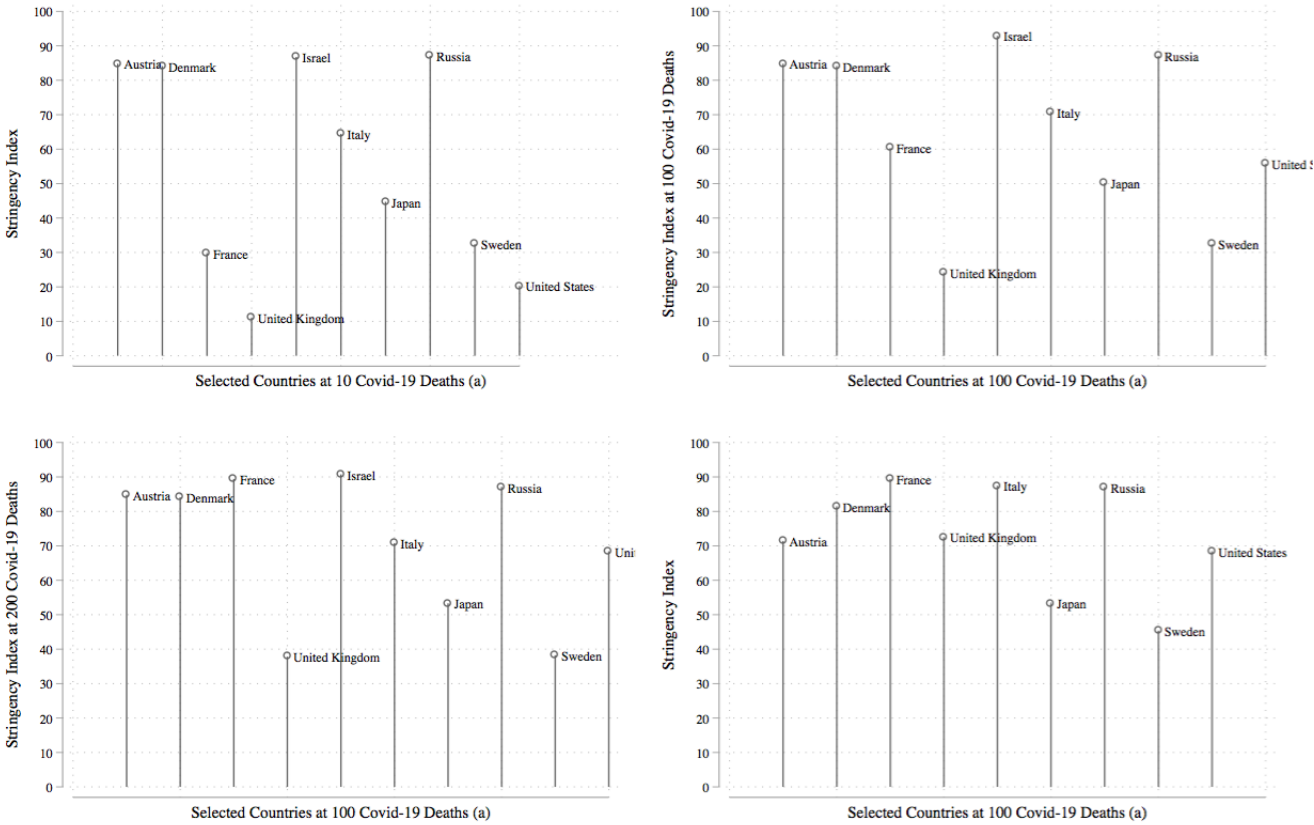 100
90
80
70
60
50
40
30
20
10
0
Stringency Index
Austria
Denmark
France
United Kingdom
Israel
Italy
Japan
Russia
Sweden
United States
Selected Countries at 10 Covid-19 Deaths (a)
100
90
80
70
60
50
40
30
20
10
0
Stringency Index at 100 Covid-19 Deaths
Austria
Denmark
France
United Kingdom
Israel
Italy
Japan
Russia
Sweden
United S
Selected Countries at 100 Covid-19 Deaths (a)
100
90
80
70
60
50
40
30
20
10
0
Stringency Index at 200 Covid-19 Deaths
Austria
Denmark
France
United Kingdom
Israel
Italy
Japan
Russia
Sweden
Uni
Selected Countries at 100 Covid-19 Deaths (a)
100
90
80
70
60
50
40
30
20
10
0
Stringency Index
Austria
Denmark
France
United Kingdom
Italy
Japan
Russia
Sweden
United States
Selected Countries at 100 Covid-19 Deaths (a)